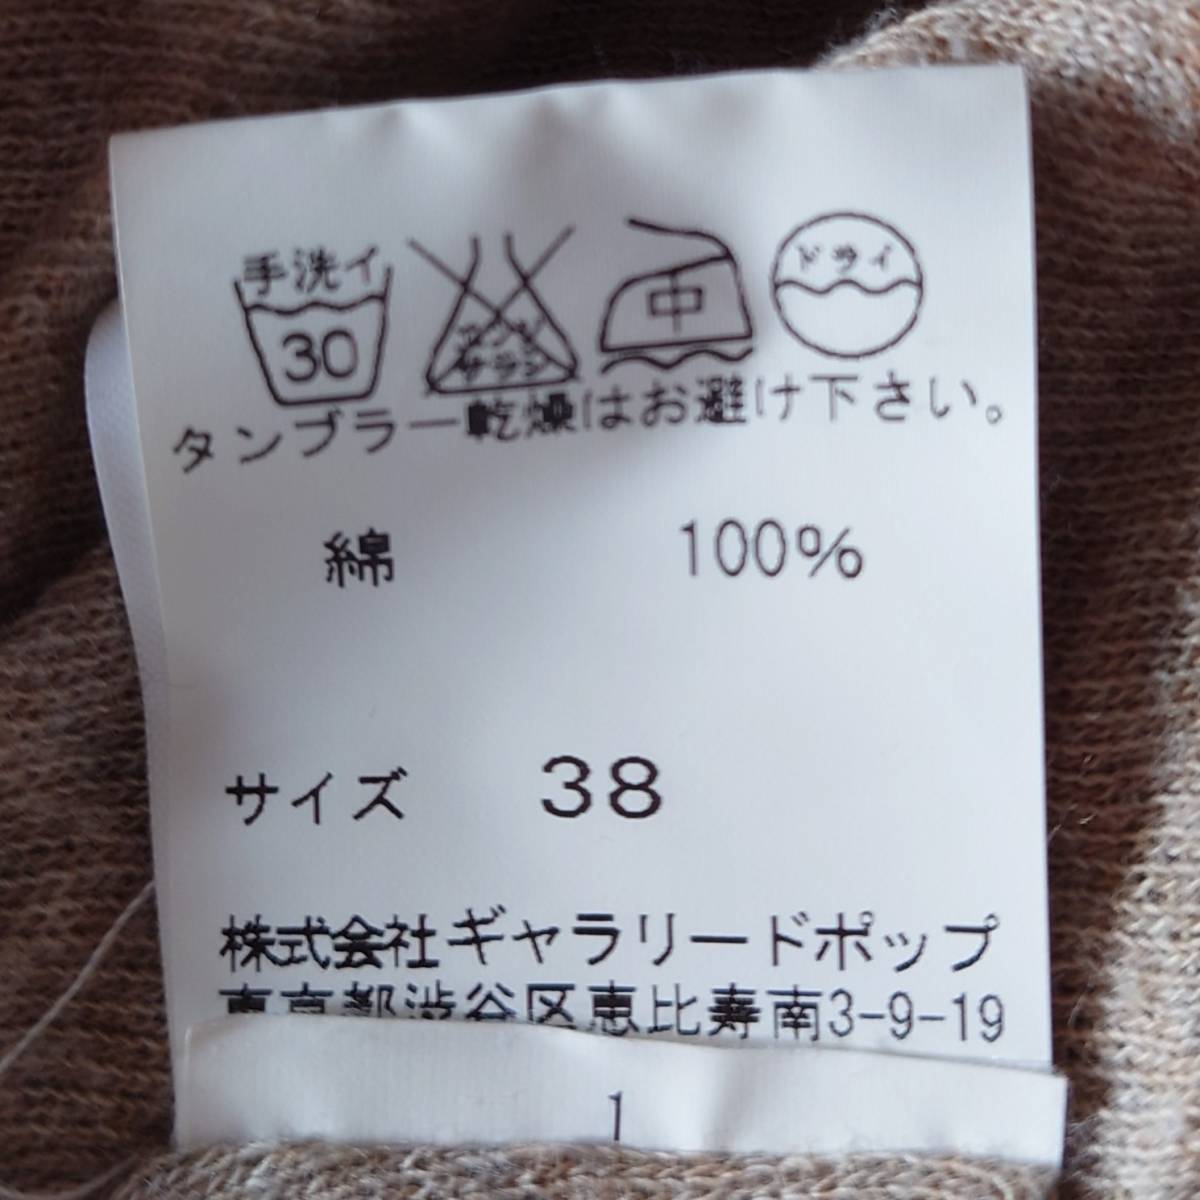 手洗イ
30
エンソ
サラシ
中
ドライ
タンブラー乾燥はお避け下さい。
綿 100%
サイズ 38
株式会社ギャラリードポップ
東京都渋谷区恵比寿南3-9-19
1